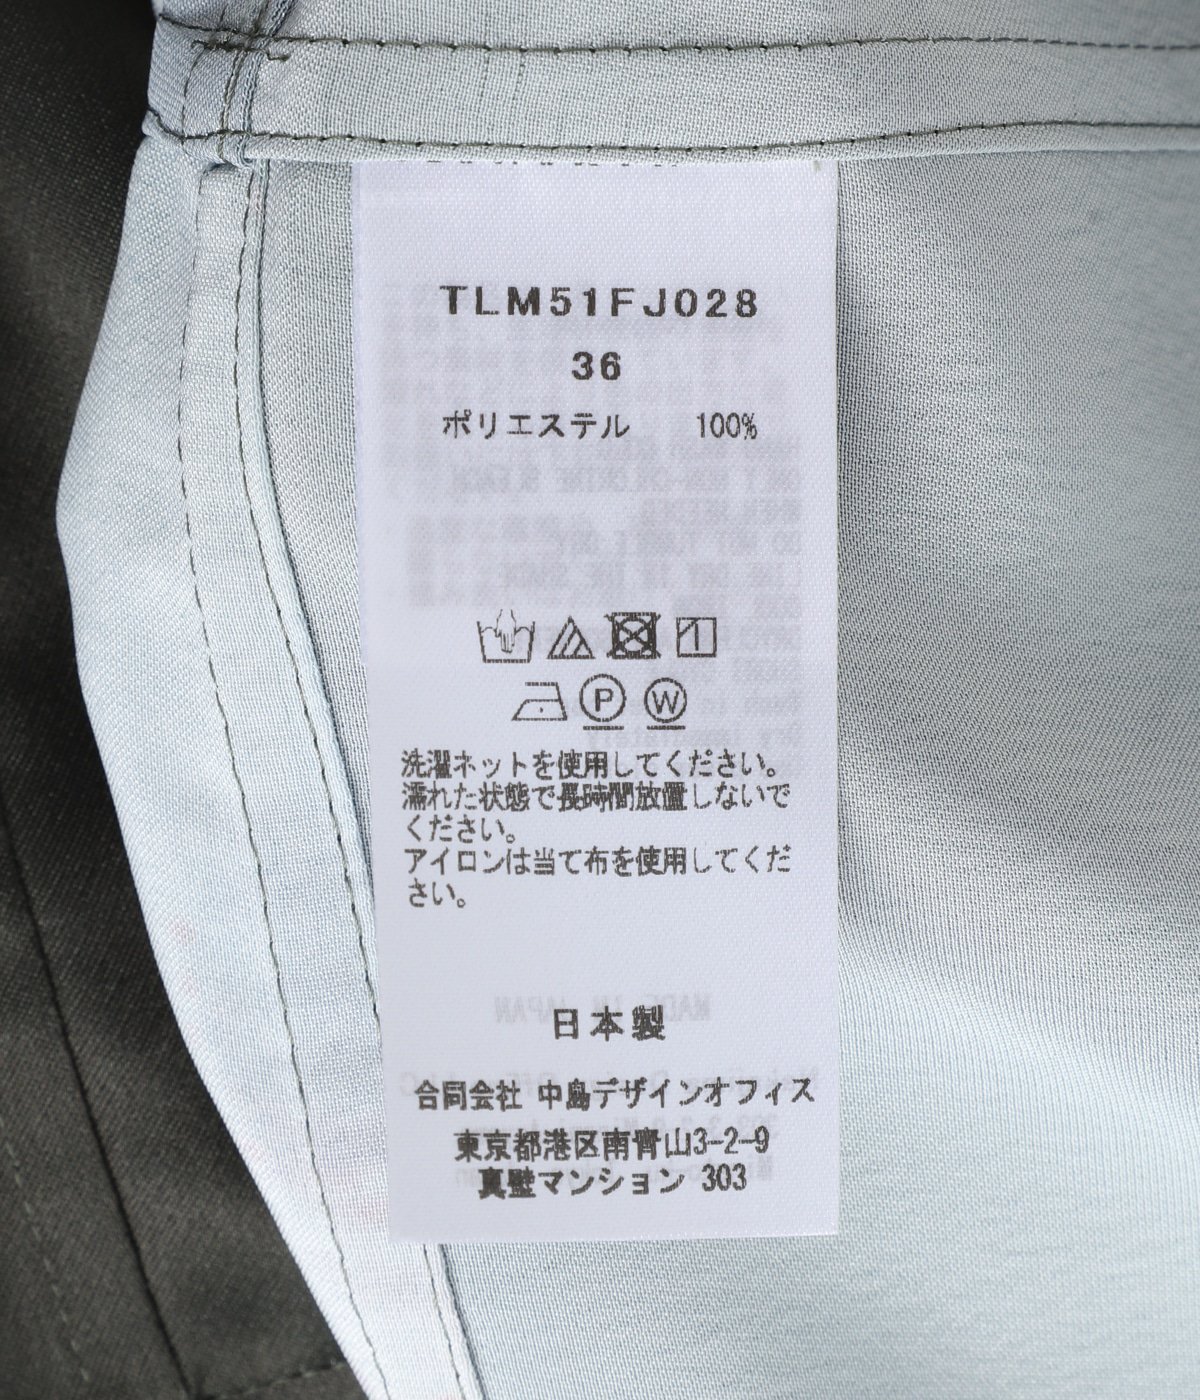 TLM51FJ028
36
ポリエステル 100%
P W
洗濯ネットを使用してください。
濡れた状態で長時間放置しないで
ください。
アイロンは当て布を使用してくだ
さい。
日本製
合同会社 中島デザインオフィス
東京都港区南青山3-2-9
真壁マンション 303